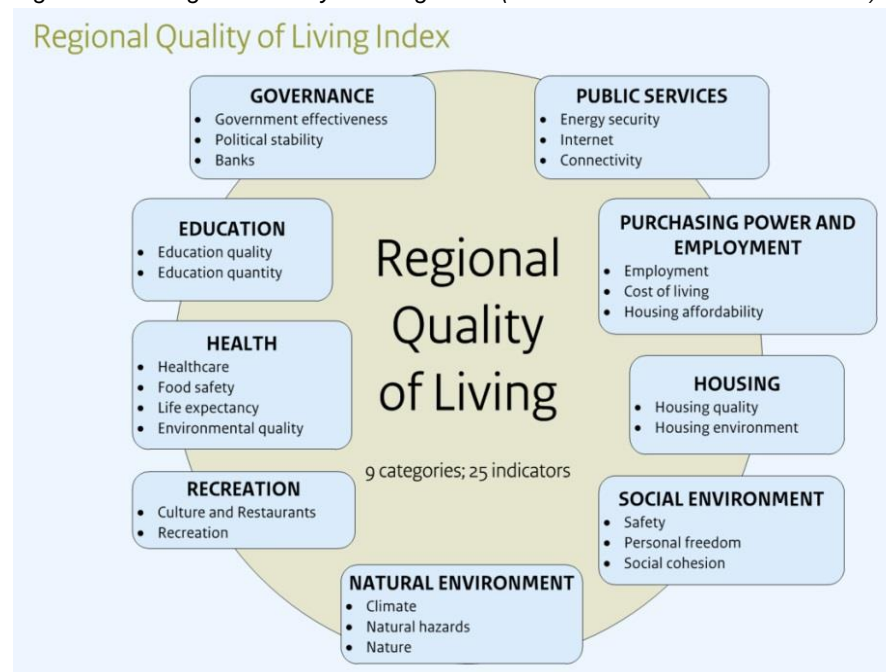 Regional Quality of Living Index
GOVERNANCE
• Government effectiveness
• Political stability
• Banks
PUBLIC SERVICES
• Energy security
• Internet
• Connectivity
EDUCATION
• Education quality
• Education quantity
PURCHASING POWER AND
EMPLOYMENT
• Employment
• Cost of living
• Housing affordability
Regional
Quality
of Living
9 categories; 25 indicators
HEALTH
• Healthcare
• Food safety
• Life expectancy
• Environmental quality
HOUSING
• Housing quality
• Housing environment
RECREATION
• Culture and Restaurants
• Recreation
SOCIAL ENVIRONMENT
• Safety
• Personal freedom
• Social cohesion
NATURAL ENVIRONMENT
• Climate
• Natural hazards
• Nature